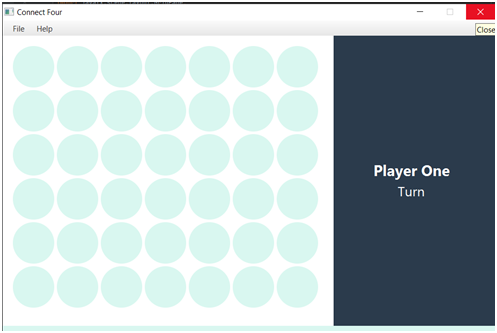 Connect Four
Close
File Help
Player One
Turn